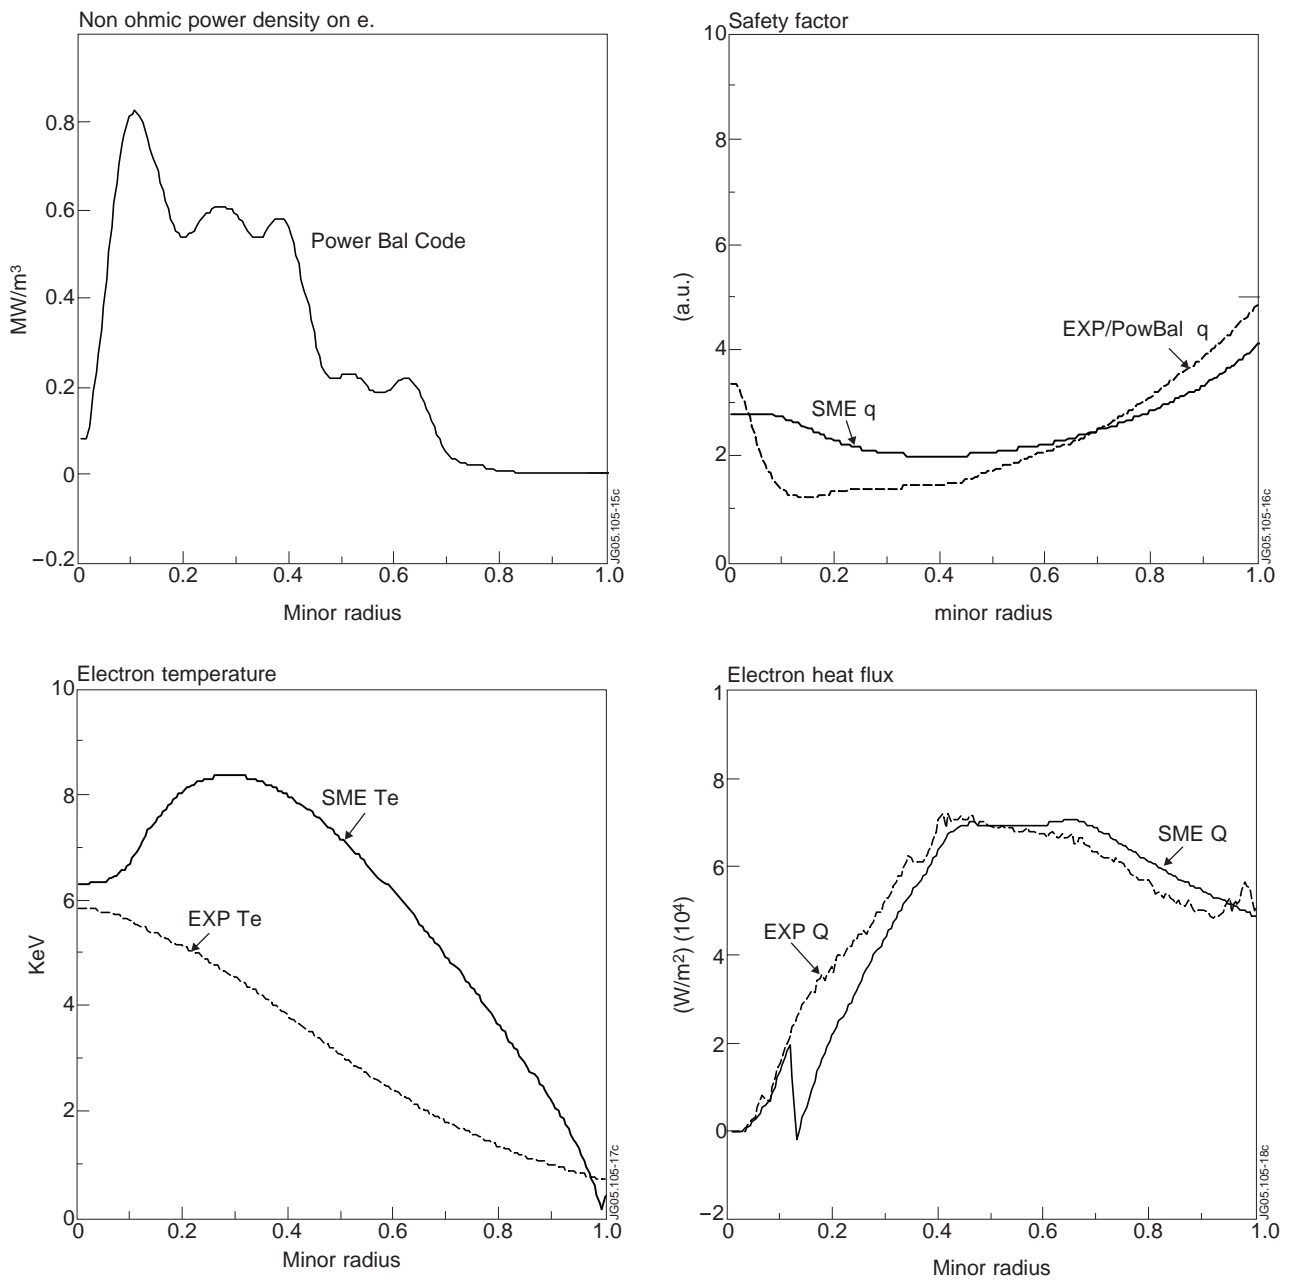 Non ohmic power density on e.
MW/m³
0.8
0.6
0.4
0.2
0
–0.2
Power Bal Code
0 0.2 0.4 0.6 0.8 1.0
Minor radius
JG05.105-15c
Safety factor
(a.u.)
10
8
6
4
2
0
EXP/PowBal q
SME q
0 0.2 0.4 0.6 0.8 1.0
minor radius
JG05.105-16c
Electron temperature
KeV
10
8
6
4
2
0
SME Te
EXP Te
0 0.2 0.4 0.6 0.8 1.0
Minor radius
JG05.105-17c
Electron heat flux
(W/m²) (10⁴)
1
8
6
4
2
0
–2
SME Q
EXP Q
0 0.2 0.4 0.6 0.8 1.0
Minor radius
JG05.105-18c